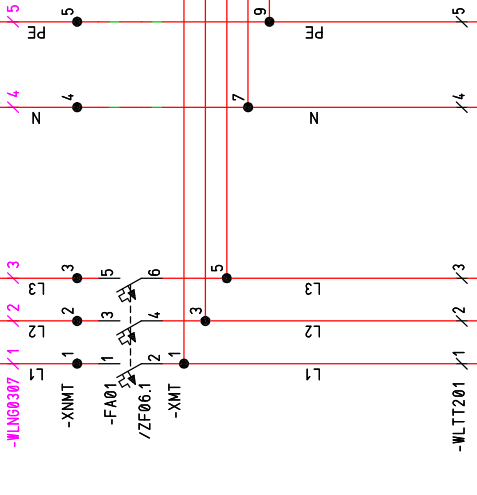 5 5 9 5
PE PE
4 4 7 4
N N
3 3 5 6 5 3
L3 L3
2 2 3 4 3 2
L2 L2
1 1 1 2 1 1
L1 L1
-WLNG0307
-XNMT
-FA01
/ZF06.1
-XMT
-WLTT201